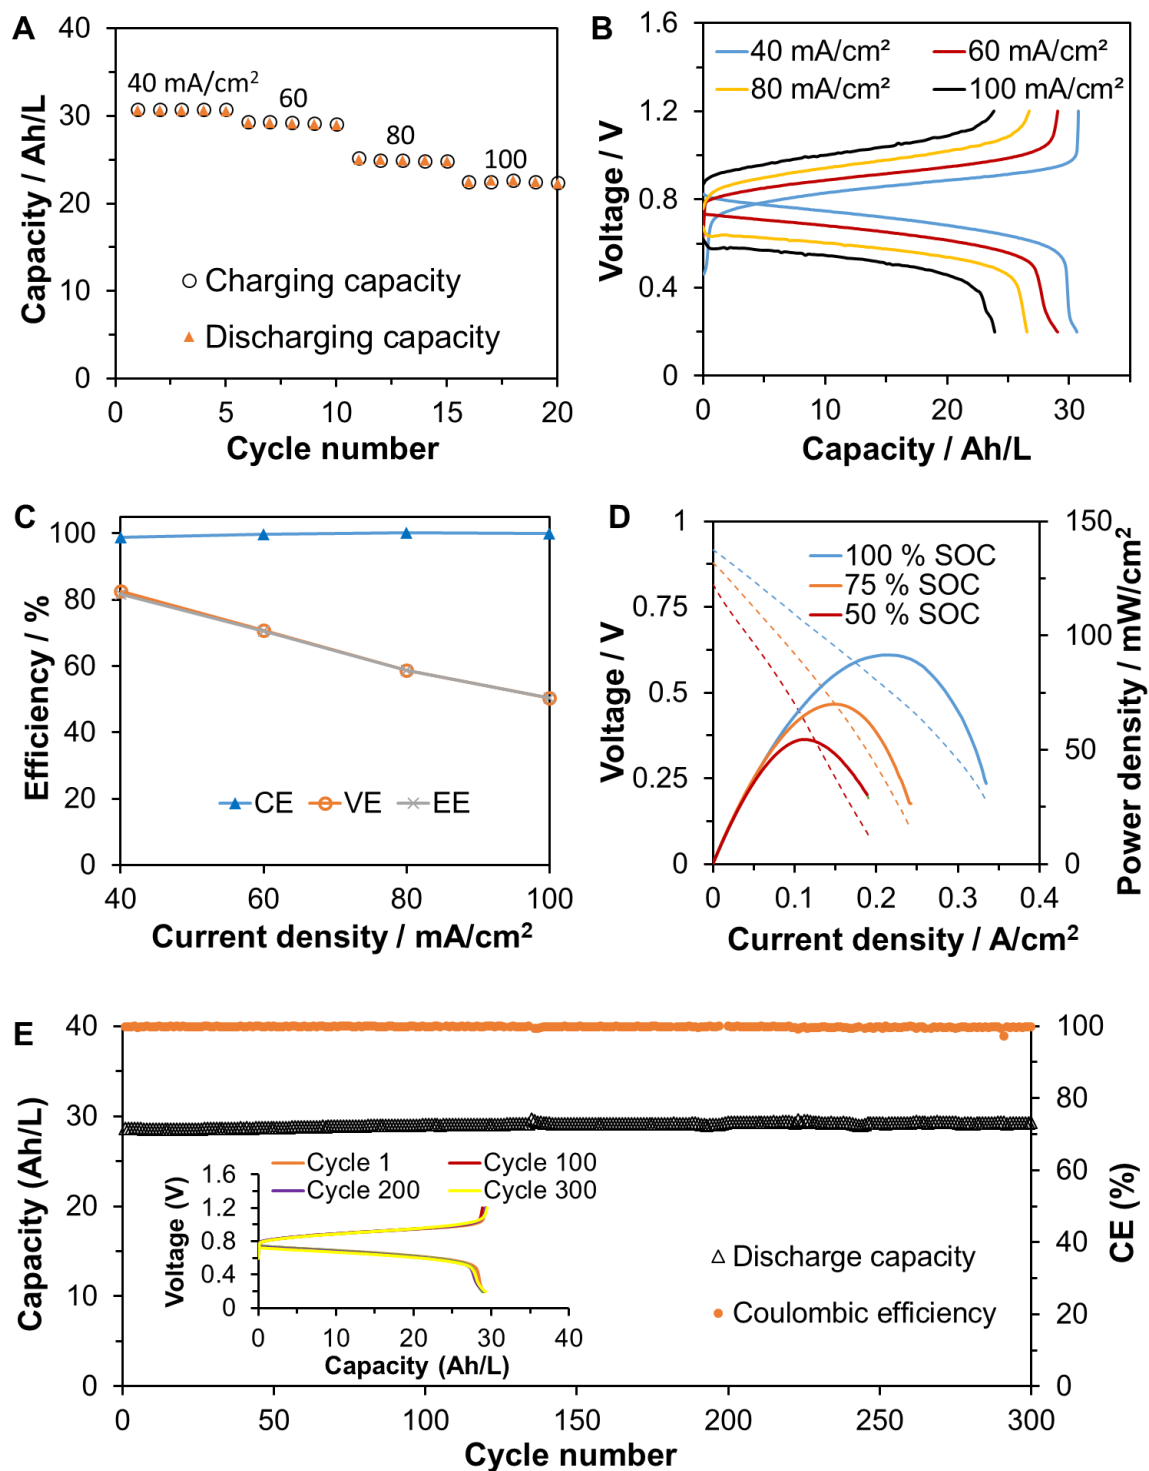 A
40
30
20
10
0
Capacity / Ah/L
40 mA/cm²
60
80
100
Charging capacity
Discharging capacity
0 5 10 15 20
Cycle number
B
1.6
1.2
0.8
0.4
0
Voltage / V
40 mA/cm² 60 mA/cm²
80 mA/cm² 100 mA/cm²
0 10 20 30
Capacity / Ah/L
C
100
80
60
40
20
0
Efficiency / %
CE VE EE
40 60 80 100
Current density / mA/cm²
D
1
0.75
0.5
0.25
0
Voltage / V
100 % SOC
75 % SOC
50 % SOC
150
100
50
0
Power density / mW/cm²
0 0.1 0.2 0.3 0.4
Current density / A/cm²
E
40
30
20
10
0
Capacity (Ah/L)
100
80
60
40
20
0
CE (%)
Cycle 1 Cycle 100
Cycle 200 Cycle 300
1.6
1.2
0.8
0.4
0
Voltage (V)
0 10 20 30 40
Capacity (Ah/L)
Discharge capacity
Coulombic efficiency
0 50 100 150 200 250 300
Cycle number